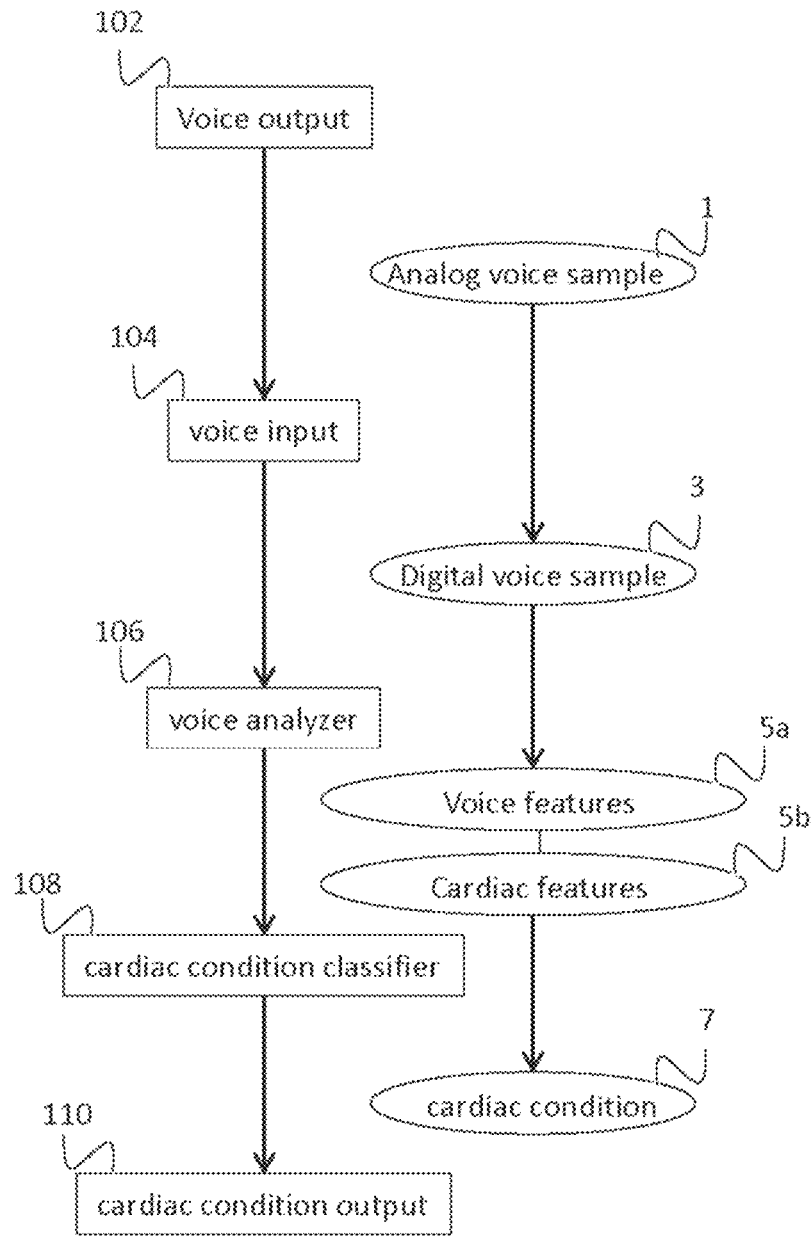 102
Voice output
1
Analog voice sample
104
voice input
3
Digital voice sample
106
voice analyzer
5a
Voice features
5b
Cardiac features
108
cardiac condition classifier
7
cardiac condition
110
cardiac condition output